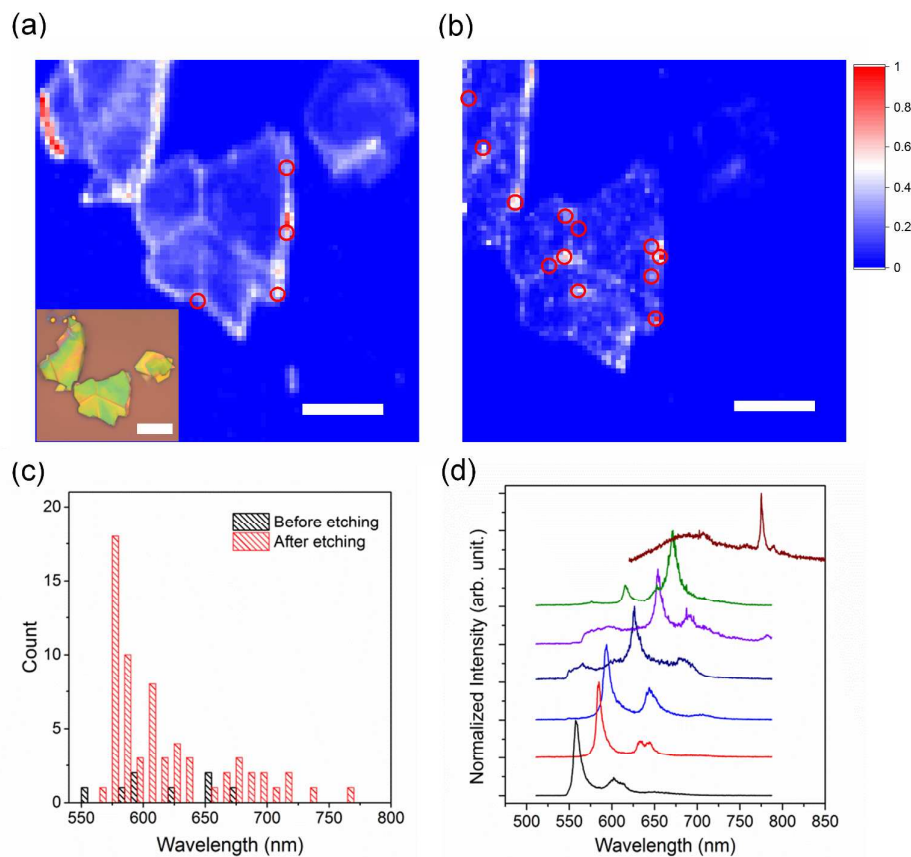 (a)
(b)
1
0.8
0.6
0.4
0.2
0
(c)
20
15
10
5
0
Count
Before etching
After etching
550 600 650 700 750 800
Wavelength (nm)
(d)
Normalized Intensity (arb. unit.)
500 550 600 650 700 750 800 850
Wavelength (nm)